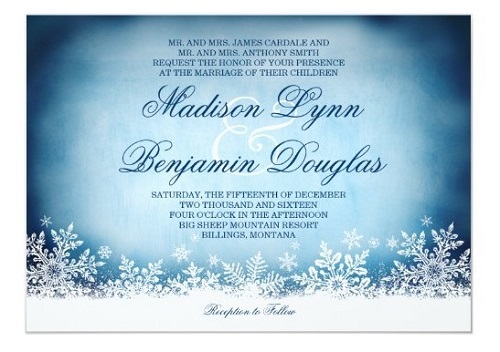 MR. AND MRS. JAMES CARDALE AND
MR. AND MRS. ANTHONY SMITH
REQUEST THE HONOR OF YOUR PRESENCE
AT THE MARRIAGE OF THEIR CHILDREN
Madison Lynn
&
Benjamin Douglas
SATURDAY, THE FIFTEENTH OF DECEMBER
TWO THOUSAND AND SIXTEEN
FOUR O'CLOCK IN THE AFTERNOON
BIG SHEEP MOUNTAIN RESORT
BILLINGS, MONTANA
Reception to Follow